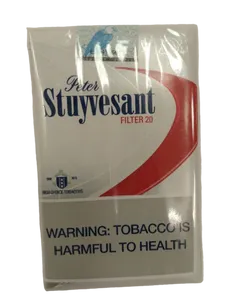 Peter
Stuyvesant
FILTER 20
WARNING: TOBACCO IS
HARMFUL TO HEALTH